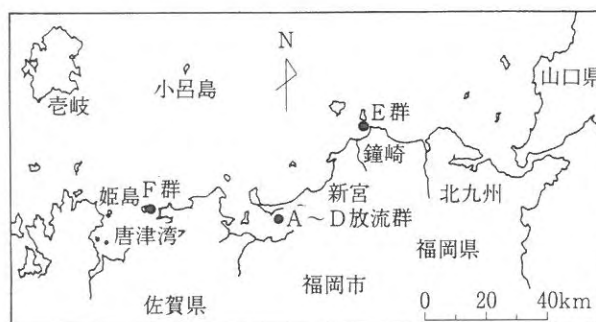 N
山口県
小呂島
壱岐
E群
鐘崎
姫島
F群
新宮
北九州
A～D放流群
唐津湾
福岡県
福岡市
佐賀県
0 20 40km